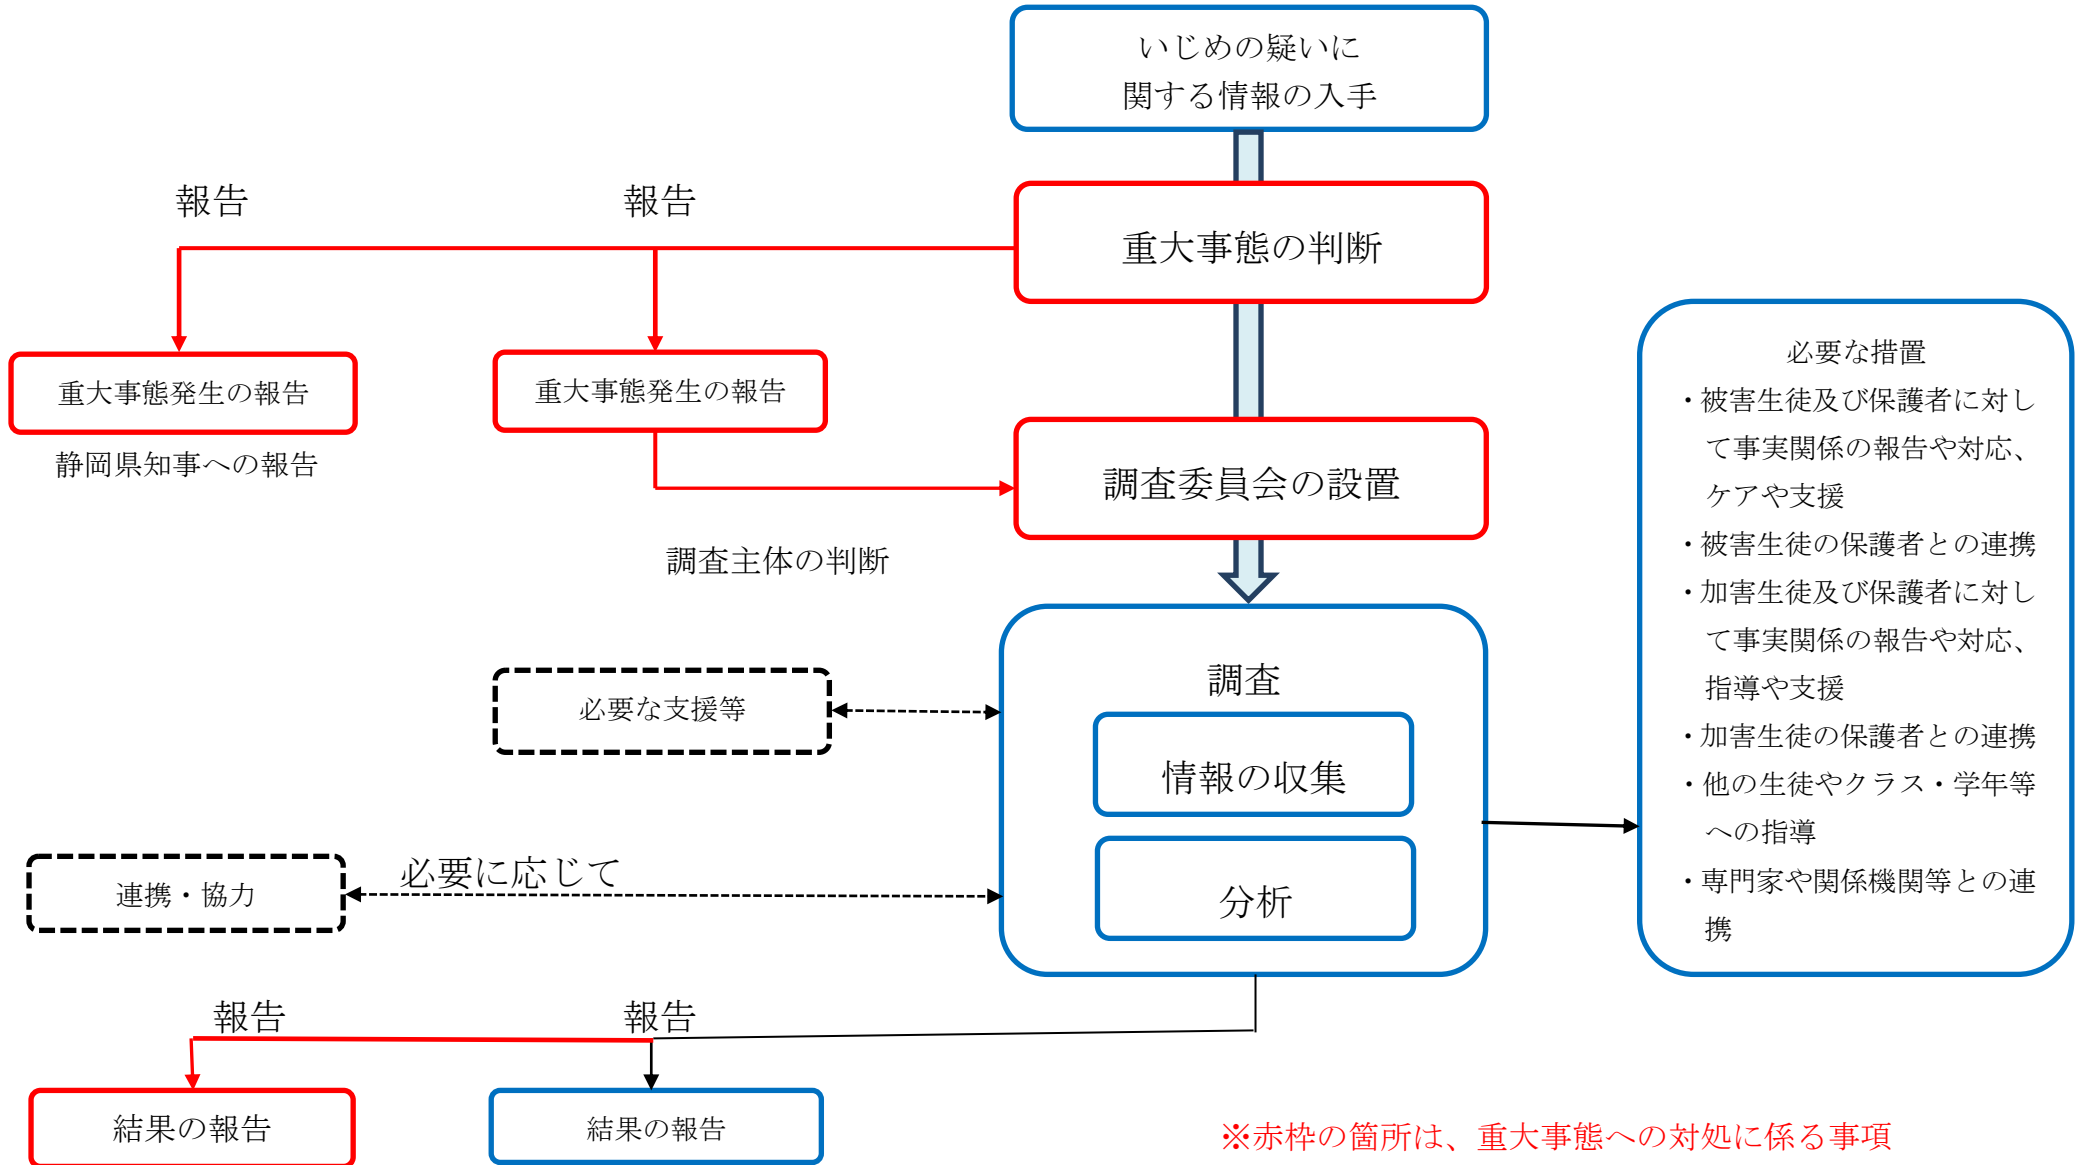 いじめの疑いに
関する情報の入手
報告
報告
重大事態の判断
重大事態発生の報告
重大事態発生の報告
静岡県知事への報告
調査委員会の設置
調査主体の判断
必要な措置
・被害生徒及び保護者に対し
て事実関係の報告や対応、
ケアや支援
・被害生徒の保護者との連携
・加害生徒及び保護者に対し
て事実関係の報告や対応、
指導や支援
・加害生徒の保護者との連携
・他の生徒やクラス・学年等
への指導
・専門家や関係機関等との連
携
調査
必要な支援等
情報の収集
必要に応じて
連携・協力
分析
報告
報告
結果の報告
結果の報告
※赤枠の箇所は、重大事態への対処に係る事項